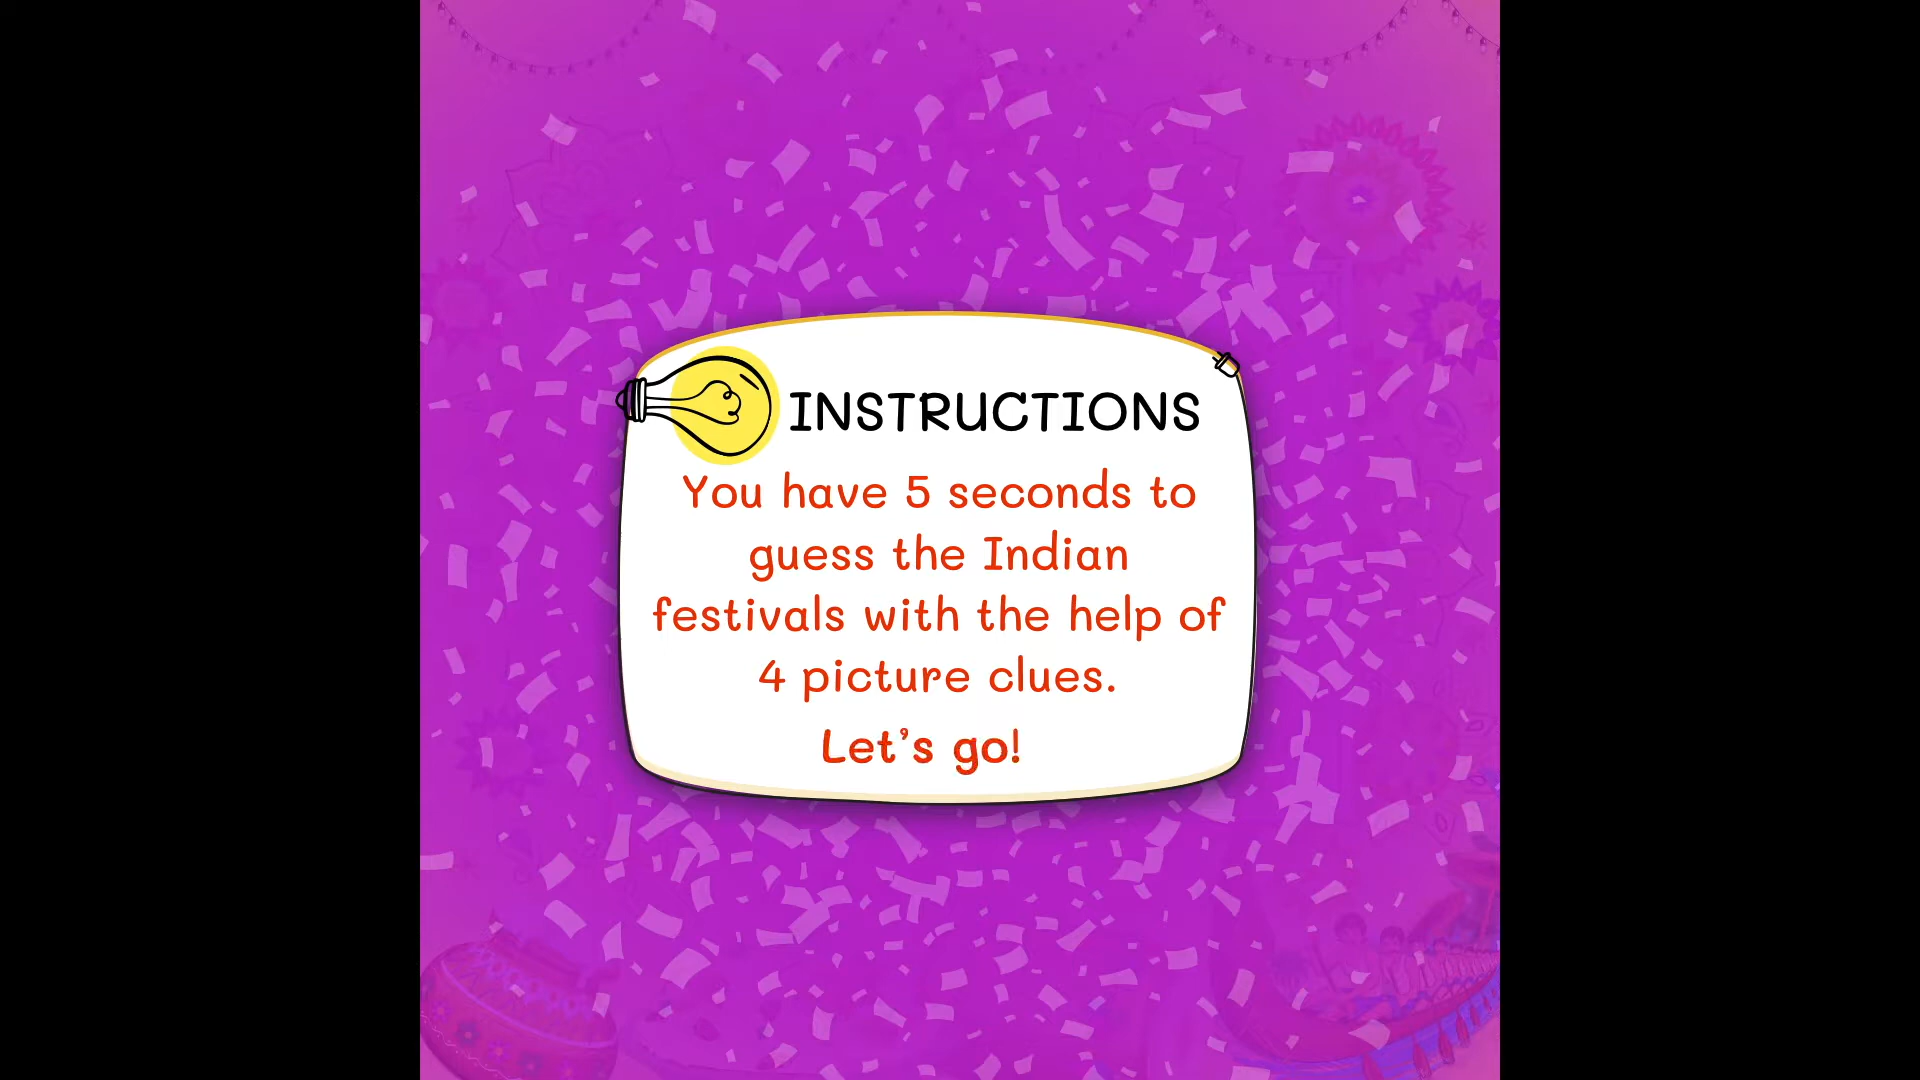 INSTRUCTIONS
You have 5 seconds to
guess the Indian
festivals with the help of
4 picture clues.
Let's go!